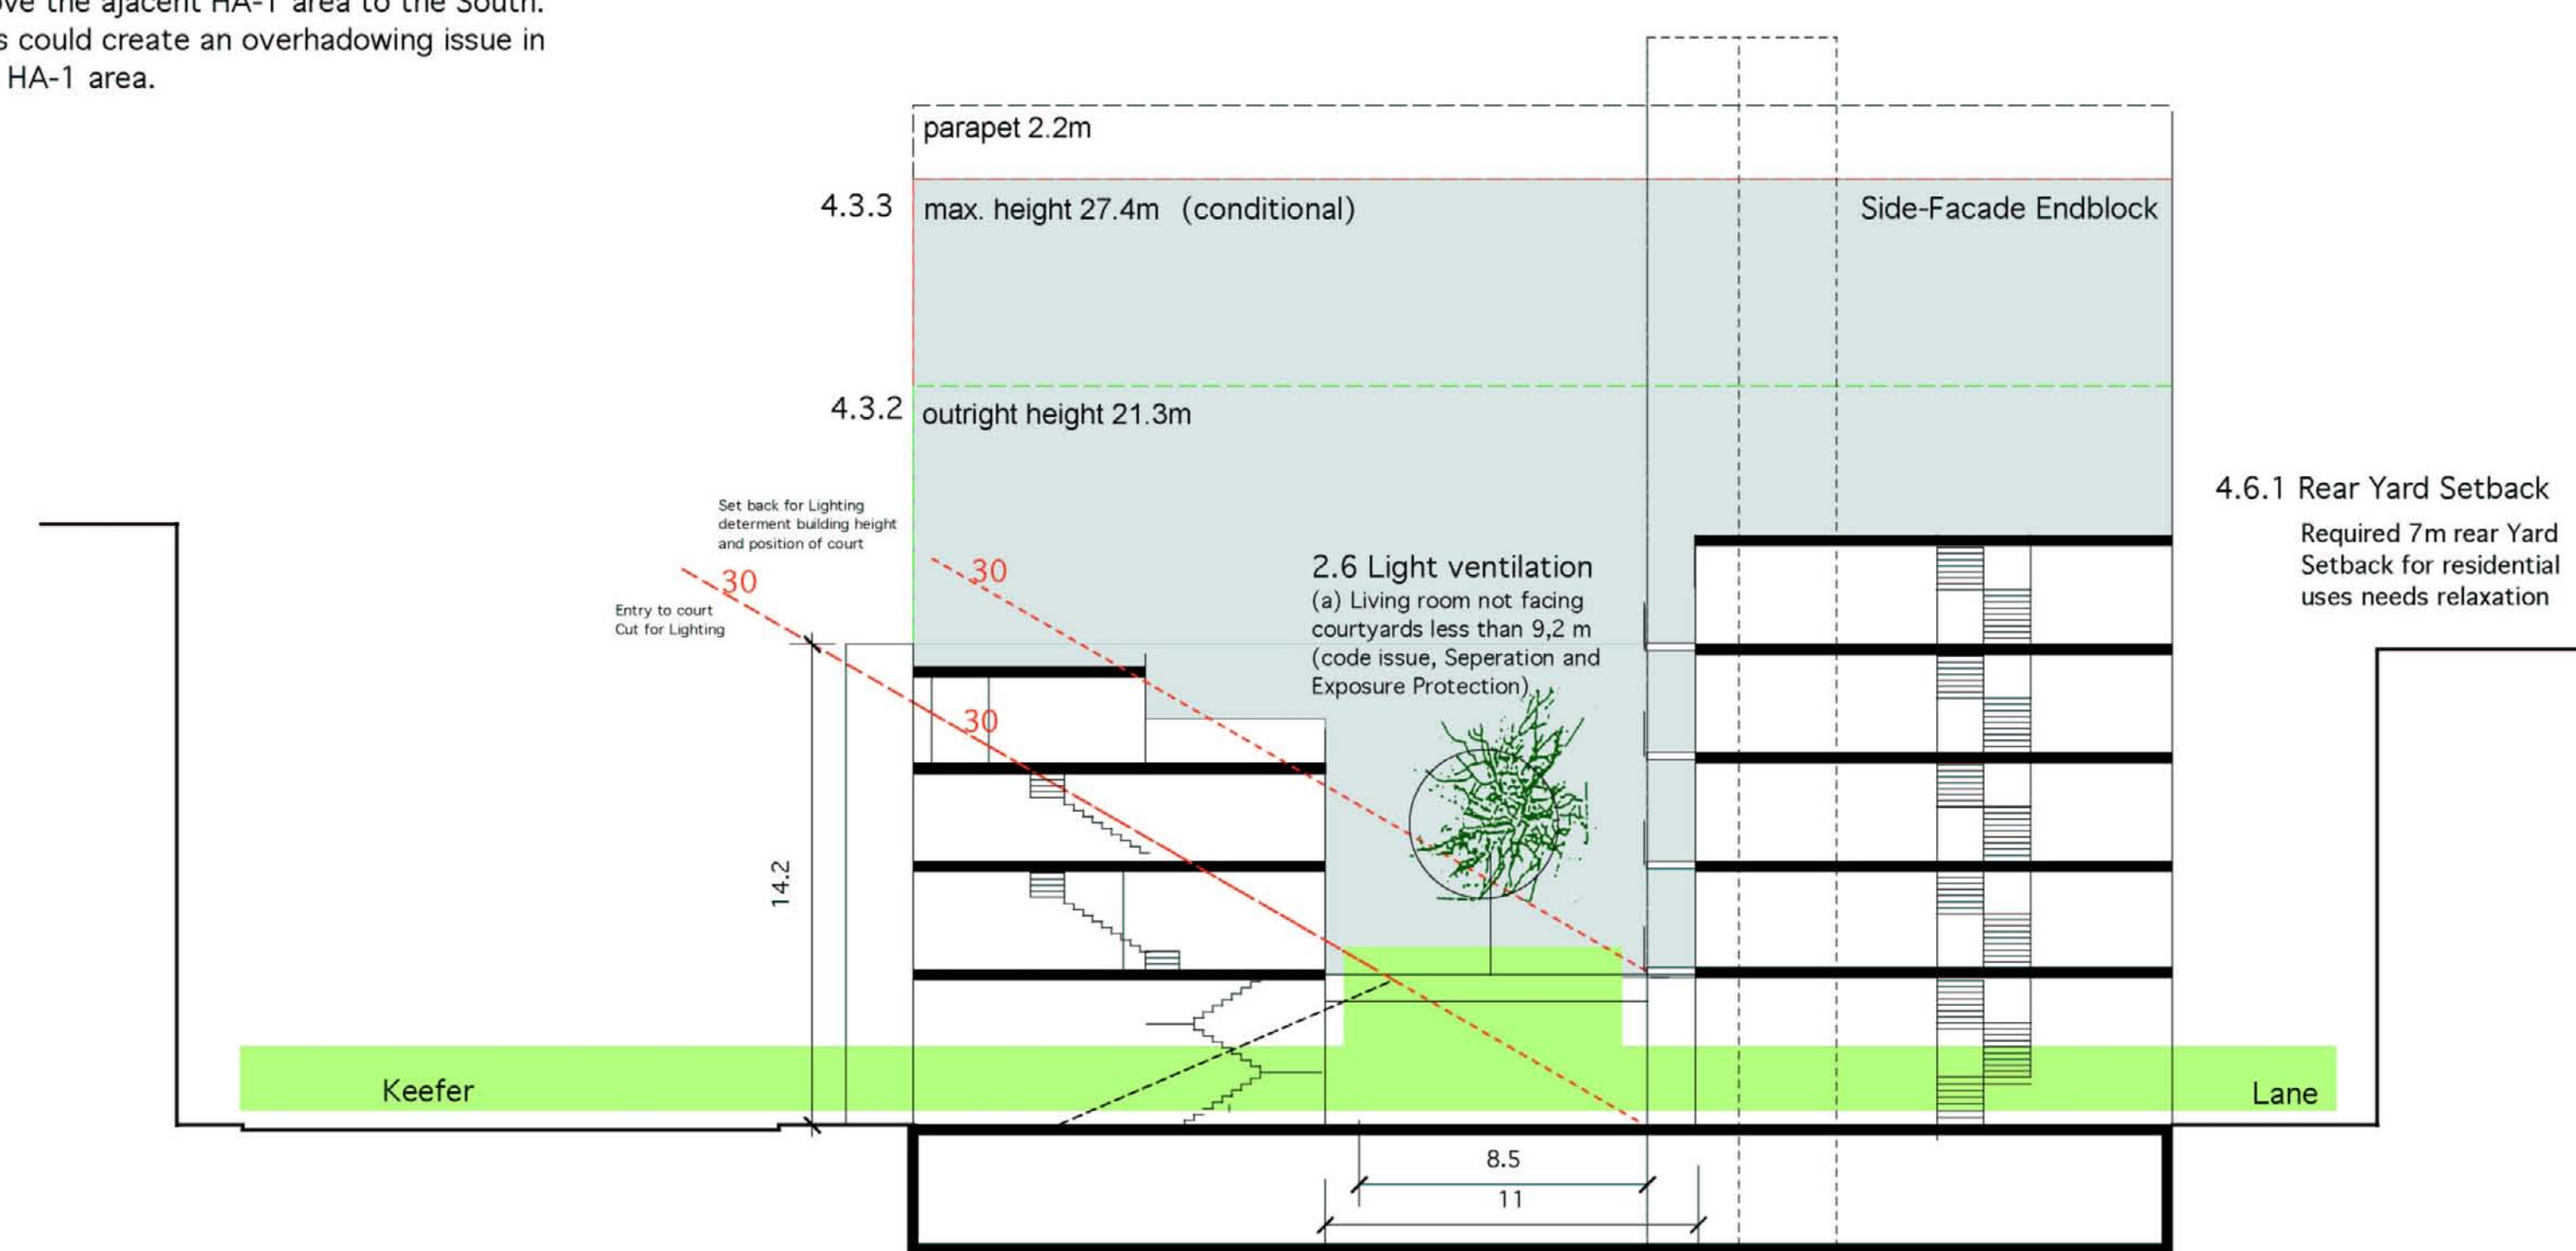 ove the ajacent HA-1 area to the South.
s could create an overhadowing issue in
HA-1 area.
parapet 2.2m
4.3.3 max. height 27.4m (conditional)
Side-Facade Endblock
4.3.2 outright height 21.3m
4.6.1 Rear Yard Setback
Required 7m rear Yard
Setback for residential
uses needs relaxation
Set back for Lighting
determent building height
and position of court
30
30
Entry to court
Cut for Lighting
2.6 Light ventilation
(a) Living room not facing
courtyards less than 9,2 m
(code issue, Seperation and
Exposure Protection)
30
14.2
Keefer
Lane
8.5
11